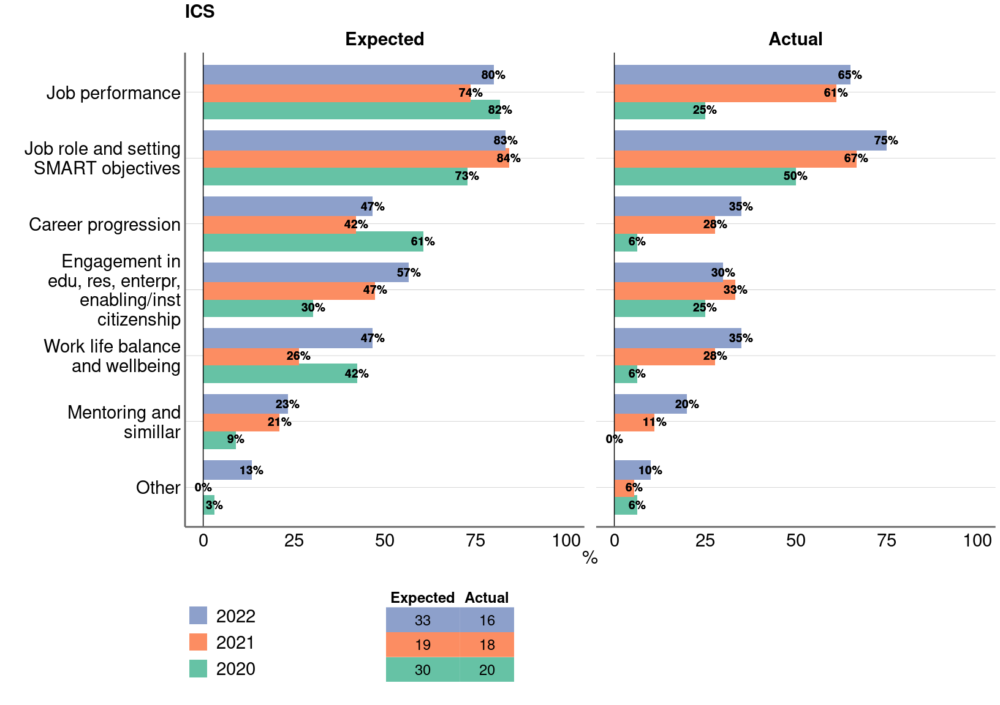 ICS
Expected Actual
Job performance
80%
74%
82%
65%
61%
25%
Job role and setting
SMART objectives
83%
84%
73%
75%
67%
50%
Career progression
47%
42%
61%
35%
28%
6%
Engagement in
edu, res, enterpr,
enabling/inst
citizenship
57%
47%
30%
30%
33%
25%
Work life balance
and wellbeing
47%
26%
42%
35%
28%
6%
Mentoring and
simillar
23%
21%
9%
20%
11%
0%
Other
13%
0%
3%
10%
6%
6%
0 25 50 75 100 0 25 50 75 100
%
2022
2021
2020
Expected Actual
33 16
19 18
30 20